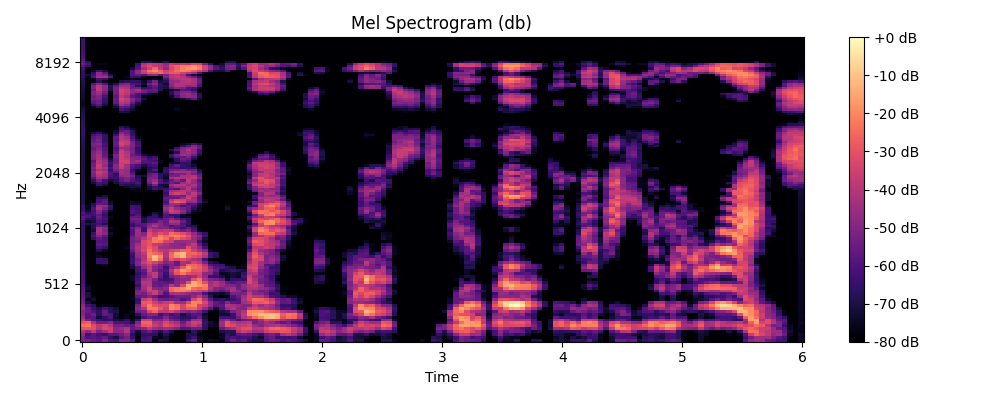 Mel Spectrogram (db)
Hz
8192
4096
2048
1024
512
0
0 1 2 3 4 5 6
Time
+0 dB
-10 dB
-20 dB
-30 dB
-40 dB
-50 dB
-60 dB
-70 dB
-80 dB